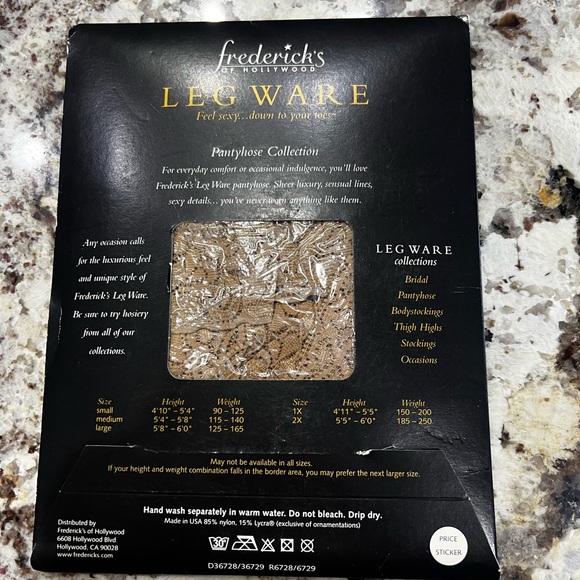 frederick's
OF HOLLYWOOD
LEG WARE
Feel sexy...down to your toes
Pantyhose Collection
For everyday comfort or occasional indulgence, you'll love
Frederick's Leg Ware pantyhose. Sheer luxury, sensual lines,
sexy details... you've never worn anything like them.
Any occasion calls
for the luxurious feel
and unique style of
Frederick's Leg Ware.
Be sure to try hosiery
from all of our
collections.
LEG WARE
collections
Bridal
Pantyhose
Bodystockings
Thigh Highs
Stockings
Occasions
Size Height Weight Size Height Weight
small 4'10" – 5'4" 90 – 125 1X 4'11" – 5'5" 150 – 200
medium 5'4" – 5'8" 115 – 140 2X 5'5" – 6'0" 185 – 250
large 5'8" – 6'0" 125 – 165
May not be available in all sizes.
If your height and weight combination falls in the border area, you may prefer the next larger size.
Hand wash separately in warm water. Do not bleach. Drip dry.
Made in USA 85% nylon, 15% Lycra® (exclusive of ornamentations)
Distributed by
Frederick's of Hollywood
6608 Hollywood Blvd.
Hollywood, CA 90028
www.fredericks.com
30
D36728/36729 R6728/6729
PRICE
STICKER